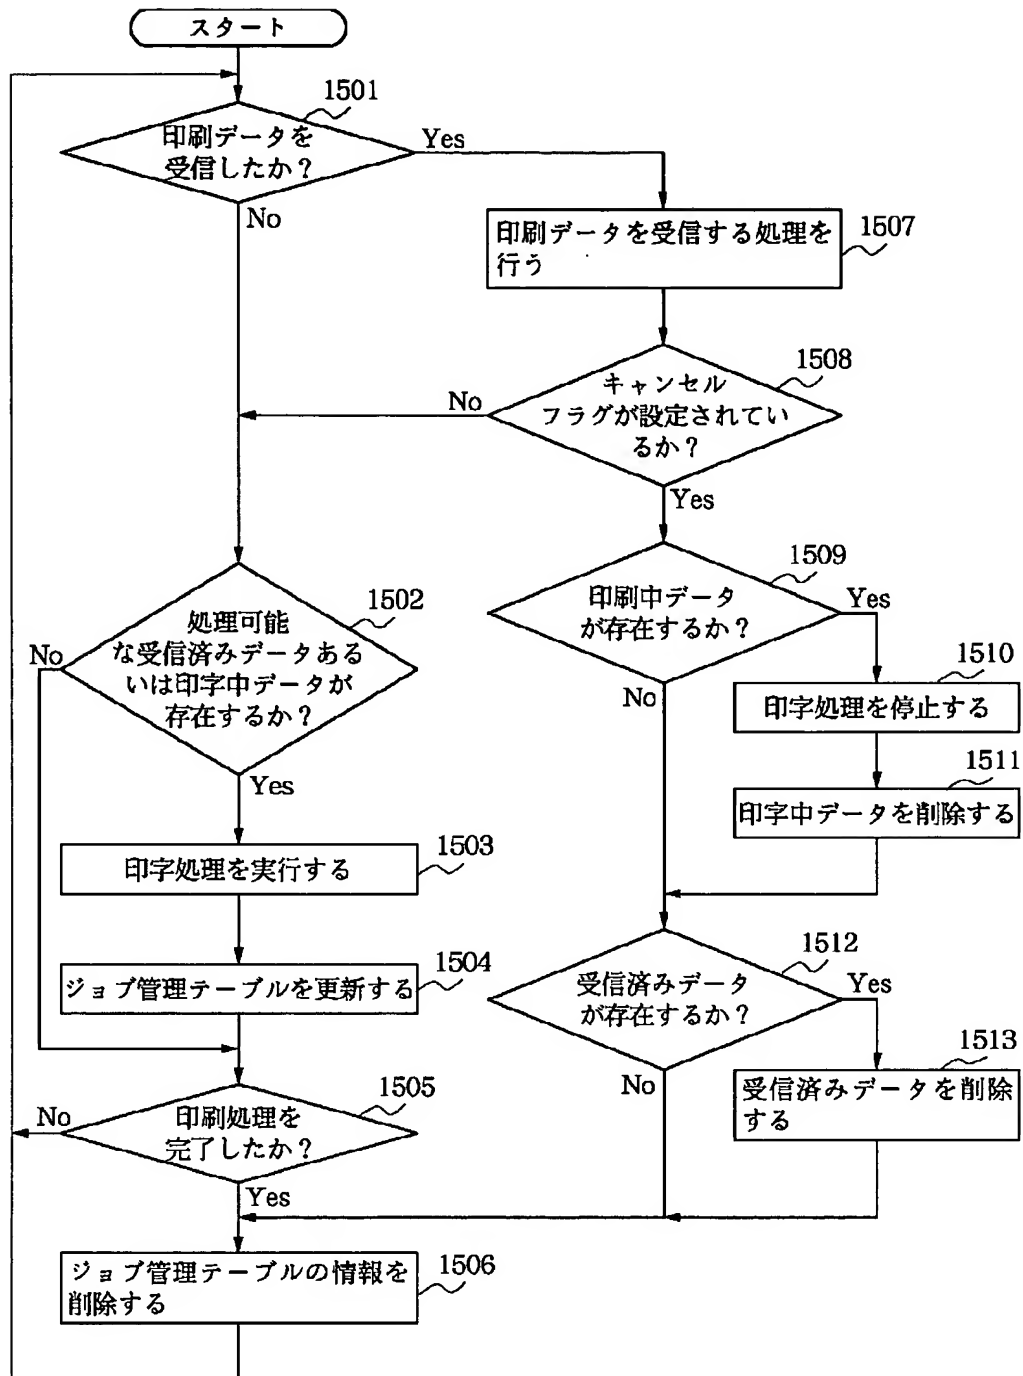 スタート
1501
印刷データを
受信したか？
Yes
No
印刷データを受信する処理を
行う
1507
1508
キャンセル
フラグが設定されてい
るか？
No
Yes
1509
印刷中データ
が存在するか？
Yes
No
1502
処理可能
な受信済みデータある
いは印字中データが
存在するか？
No
Yes
1510
印字処理を停止する
1511
印字中データを削除する
1503
印字処理を実行する
1504
ジョブ管理テーブルを更新する
1512
受信済みデータ
が存在するか？
Yes
No
1513
受信済みデータを削除
する
1505
印刷処理を
完了したか？
No
Yes
ジョブ管理テーブルの情報を
削除する
1506